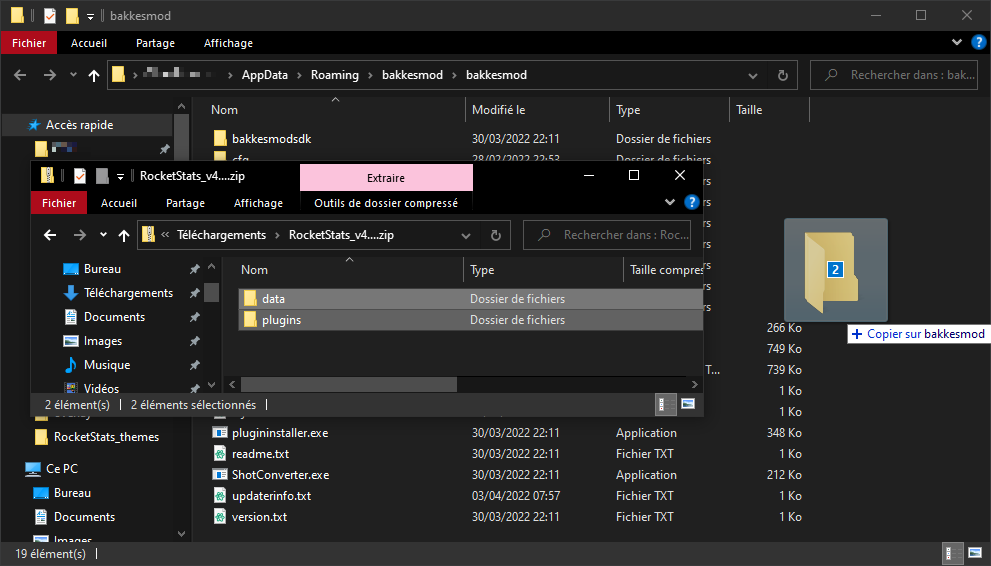 bakkesmod
Fichier Accueil Partage Affichage
AppData Roaming bakkesmod bakkesmod
Rechercher dans : bak...
Nom Modifié le Type Taille
Accès rapide
bakkesmodsdk 30/03/2022 22:11 Dossier de fichiers
cfg 28/02/2022 22:53 Dossier de fichiers
RocketStats_v4....zip
Extraire
Fichier Accueil Partage Affichage Outils de dossier compressé
Téléchargements RocketStats_v4....zip
Rechercher dans : Roc...
Nom Type Taille compres
Bureau
Téléchargements
Documents
Images
Musique
Vidéos
data Dossier de fichiers
plugins Dossier de fichiers
2 élément(s) 2 éléments sélectionnés
2
Copier sur bakkesmod
266 Ko
749 Ko
T... 739 Ko
1 Ko
1 Ko
plugininstaller.exe 30/03/2022 22:11 Application 348 Ko
readme.txt 30/03/2022 22:11 Fichier TXT 1 Ko
ShotConverter.exe 30/03/2022 22:11 Application 212 Ko
updaterinfo.txt 03/04/2022 07:57 Fichier TXT 1 Ko
version.txt 30/03/2022 22:11 Fichier TXT 1 Ko
RocketStats_themes
Ce PC
Bureau
Documents
Images
19 élément(s)